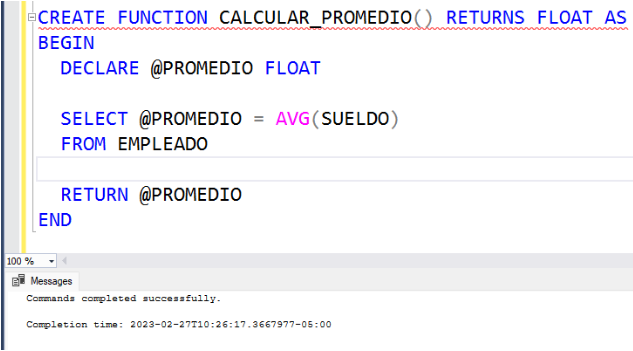 CREATE FUNCTION CALCULAR_PROMEDIO() RETURNS FLOAT AS
BEGIN
DECLARE @PROMEDIO FLOAT
SELECT @PROMEDIO = AVG(SUELDO)
FROM EMPLEADO
RETURN @PROMEDIO
END
100 %
Messages
Commands completed successfully.
Completion time: 2023-02-27T10:26:17.3667977-05:00